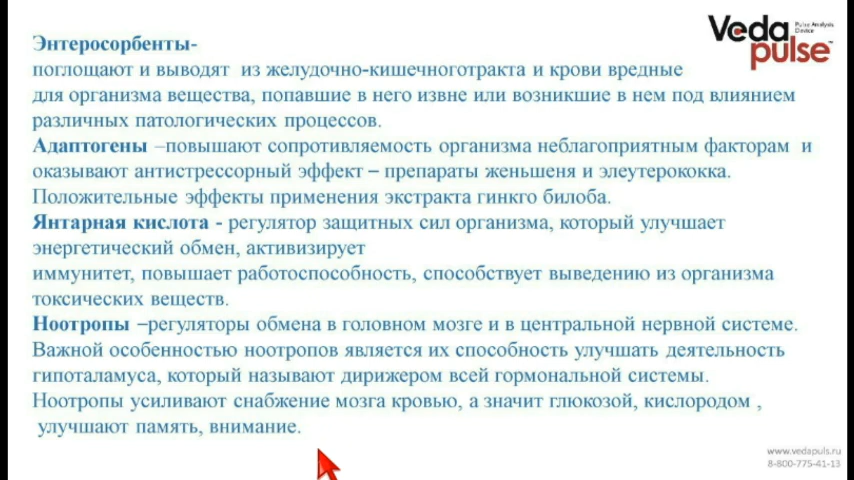 Veda
pulse™
Pulse Analysis
Device
Энтеросорбенты-
поглощают и выводят из желудочно-кишечноготракта и крови вредные
для организма вещества, попавшие в него извне или возникшие в нем под влиянием
различных патологических процессов.
Адаптогены –повышают сопротивляемость организма неблагоприятным факторам и
оказывают антистрессорный эффект – препараты женьшеня и элеутерококка.
Положительные эффекты применения экстракта гинкго билоба.
Янтарная кислота - регулятор защитных сил организма, который улучшает
энергетический обмен, активизирует
иммунитет, повышает работоспособность, способствует выведению из организма
токсических веществ.
Ноотропы –регуляторы обмена в головном мозге и в центральной нервной системе.
Важной особенностью ноотропов является их способность улучшать деятельность
гипоталамуса, который называют дирижером всей гормональной системы.
Ноотропы усиливают снабжение мозга кровью, а значит глюкозой, кислородом ,
улучшают память, внимание.
www.vedapuls.ru
8-800-775-41-13